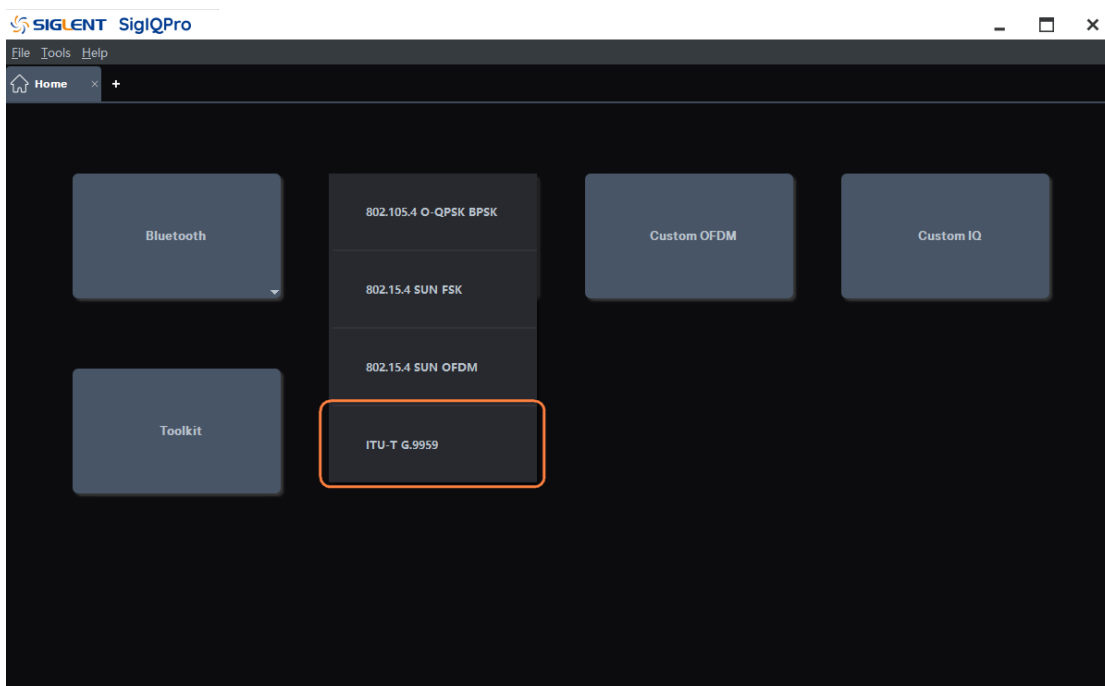 SIGLENT SigIQPro
File Tools Help
Home × +
Bluetooth
802.105.4 O-QPSK BPSK
802.15.4 SUN FSK
802.15.4 SUN OFDM
ITU-T G.9959
Custom OFDM
Custom IQ
Toolkit